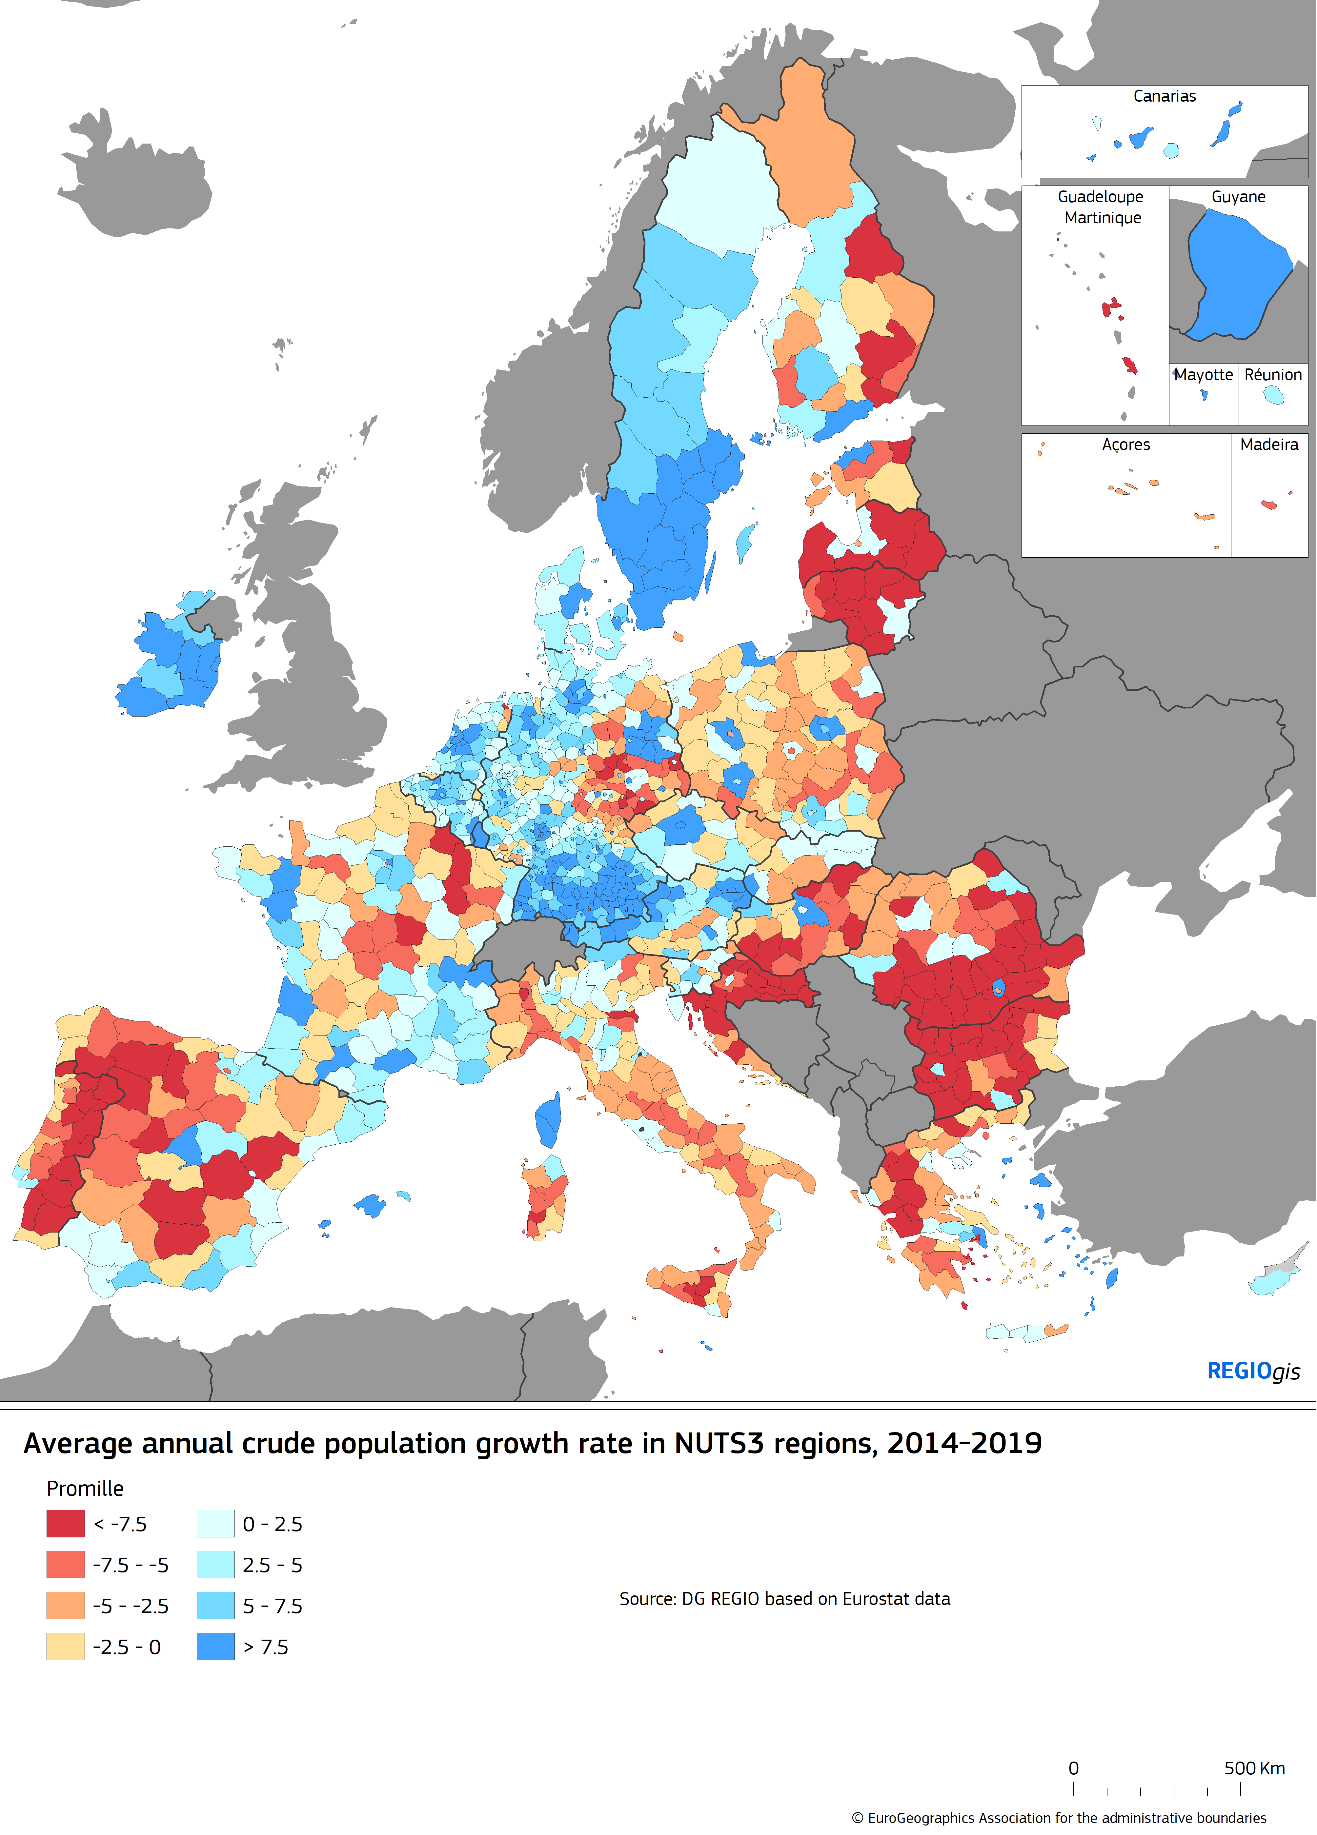 Canarias
Guadeloupe
Martinique
Guyane
Mayotte
Réunion
Açores
Madeira
REGIOgis
Average annual crude population growth rate in NUTS3 regions, 2014-2019
Promille
< -7.5
-7.5 - -5
-5 - -2.5
-2.5 - 0
0 - 2.5
2.5 - 5
5 - 7.5
> 7.5
Source: DG REGIO based on Eurostat data
0 500 Km
© EuroGeographics Association for the administrative boundaries